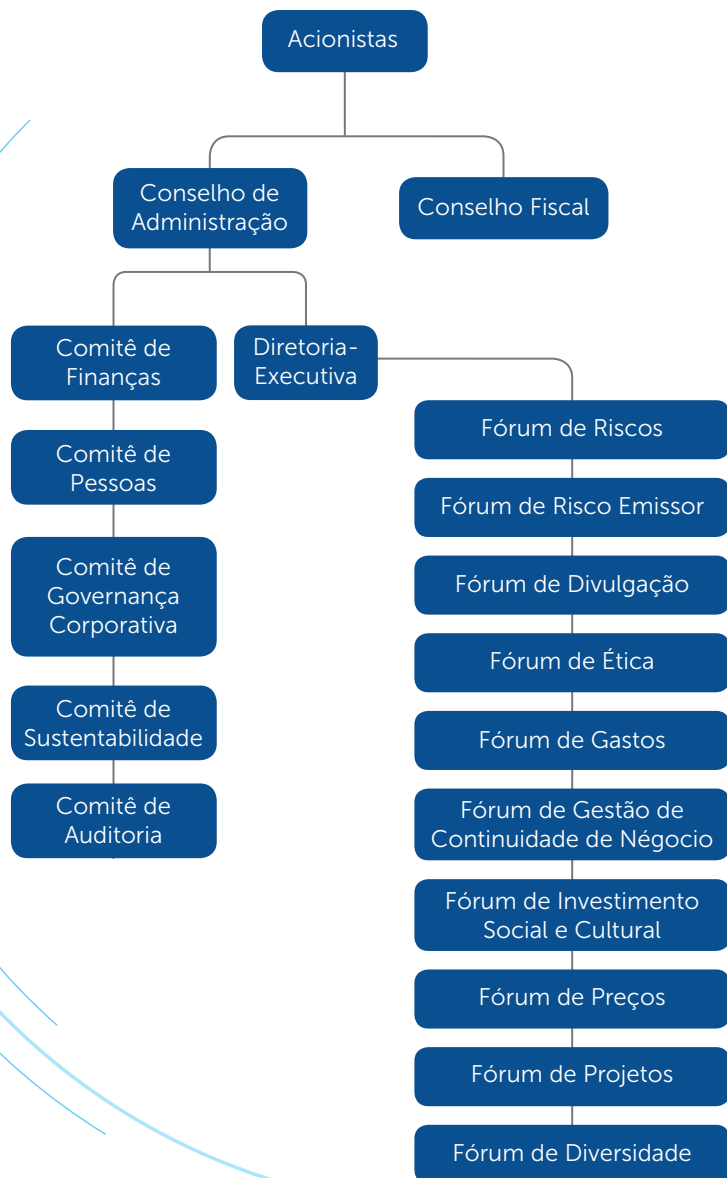 Acionistas
Conselho de
Administração
Conselho Fiscal
Comitê de
Finanças
Diretoria-
Executiva
Comitê de
Pessoas
Comitê de
Governança
Corporativa
Comitê de
Sustentabilidade
Comitê de
Auditoria
Fórum de Riscos
Fórum de Risco Emissor
Fórum de Divulgação
Fórum de Ética
Fórum de Gastos
Fórum de Gestão de
Continuidade de Négocio
Fórum de Investimento
Social e Cultural
Fórum de Preços
Fórum de Projetos
Fórum de Diversidade